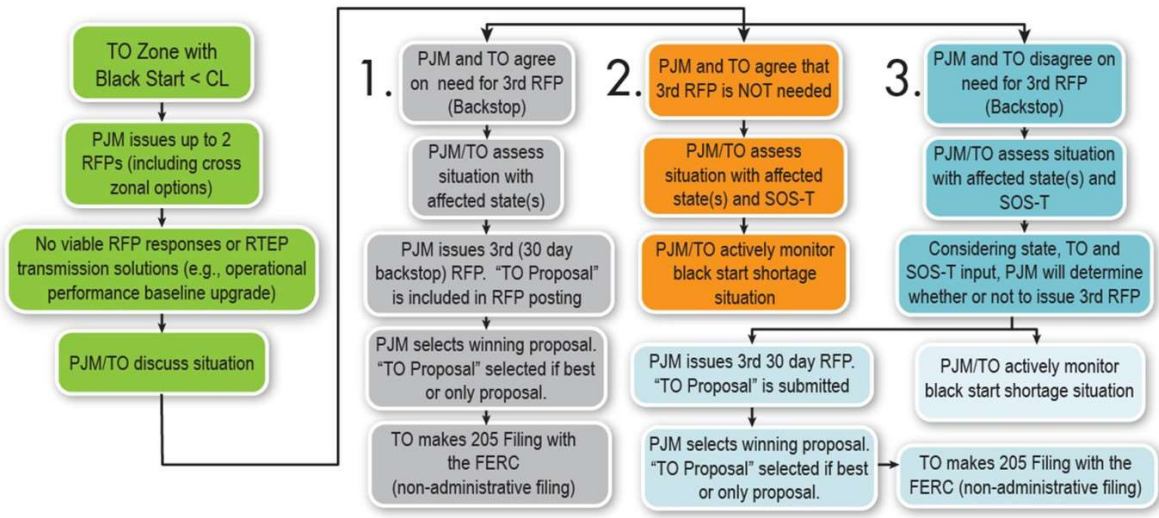 TO Zone with
Black Start < CL
PJM issues up to 2
RFPs (including cross
zonal options)
No viable RFP responses or RTEP
transmission solutions (e.g., operational
performance baseline upgrade)
PJM/TO discuss situation
1.
PJM and TO agree
on need for 3rd RFP
(Backstop)
PJM/TO assess
situation with
affected state(s)
PJM issues 3rd (30 day
backstop) RFP. “TO Proposal”
is included in RFP posting
PJM selects winning proposal.
“TO Proposal” selected if best
or only proposal.
TO makes 205 Filing with
the FERC
(non-administrative filing)
2.
PJM and TO agree that
3rd RFP is NOT needed
PJM/TO assess
situation with affected
state(s) and SOS-T
PJM/TO actively monitor
black start shortage
situation
3.
PJM and TO disagree on
need for 3rd RFP
(Backstop)
PJM/TO assess situation
with affected state(s) and
SOS-T
Considering state, TO and
SOS-T input, PJM will determine
whether or not to issue 3rd RFP
PJM issues 3rd 30 day RFP.
“TO Proposal” is submitted
PJM selects winning proposal.
“TO Proposal” selected if best
or only proposal.
TO makes 205 Filing with the
FERC (non-administrative filing)
PJM/TO actively monitor
black start shortage situation